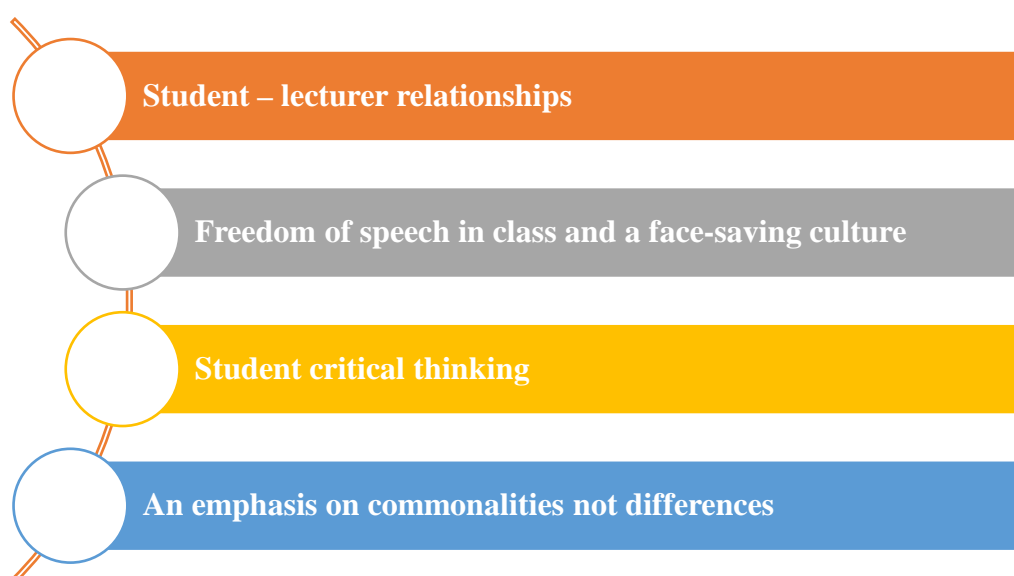 Student – lecturer relationships
Freedom of speech in class and a face-saving culture
Student critical thinking
An emphasis on commonalities not differences